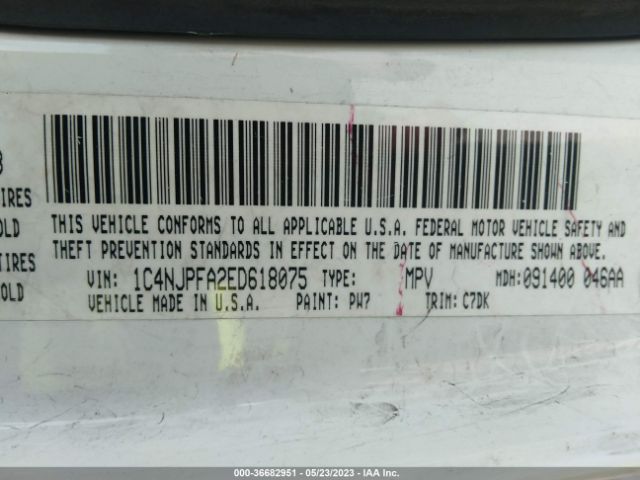 IRES
THIS VEHICLE CONFORMS TO ALL APPLICABLE U.S.A. FEDERAL MOTOR VEHICLE SAFETY AND
OLD
THEFT PREVENTION STANDARDS IN EFFECT ON THE DATE OF MANUFACTURE SHOWN ABOVE.
TIRES
VIN: 1C4NJPFA2ED618075 TYPE: MPV MDH:091400 046AA
OLD
VEHICLE MADE IN U.S.A. PAINT: PW7 TRIM: C7DK
000-36682951 - 05/23/2023 - IAA Inc.